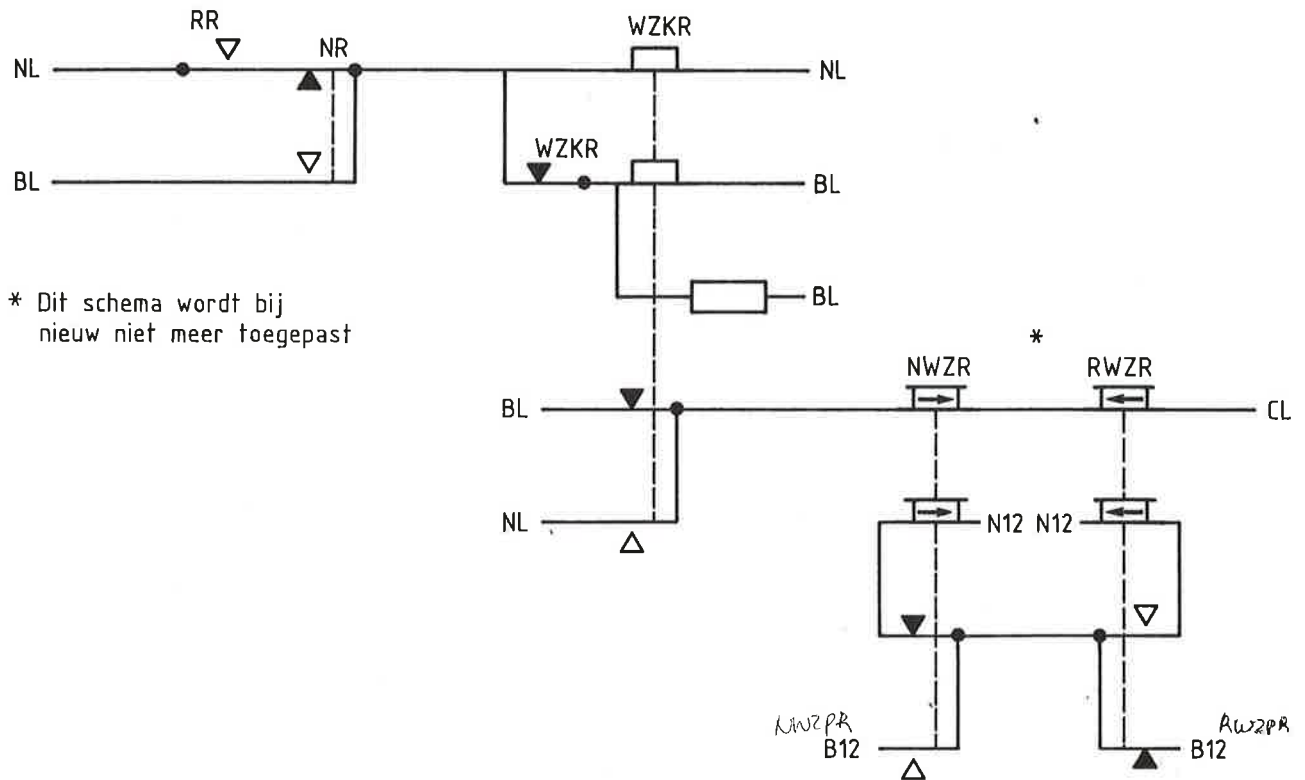 RR
NR
WZKR
NL
NL
BL
WZKR
BL
BL
* Dit schema wordt bij
nieuw niet meer toegepast
*
NWZR
RWZR
BL
CL
NL
N12 N12
NWZPR
RWZPR
B12
B12